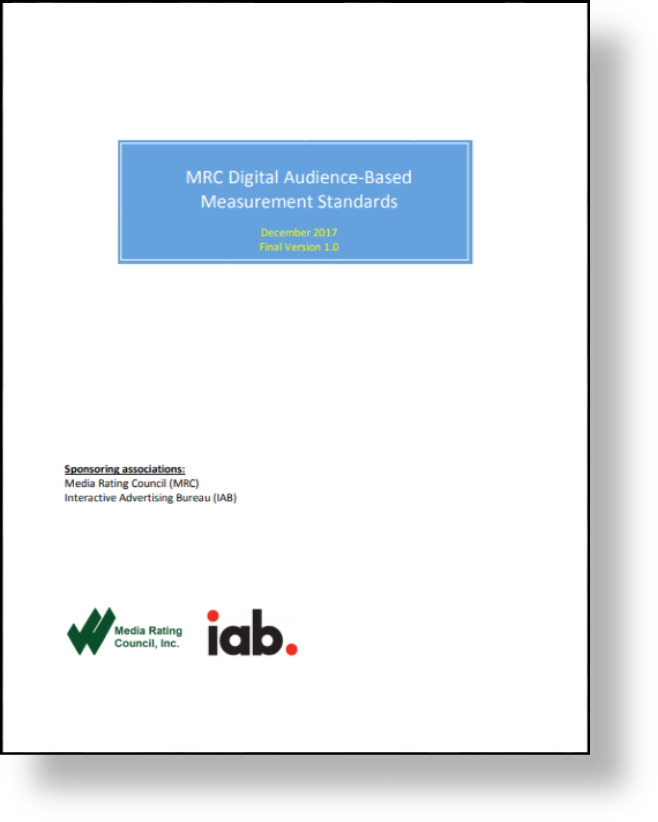 MRC Digital Audience-Based
Measurement Standards
December 2017
Final Version 1.0
Sponsoring associations:
Media Rating Council (MRC)
Interactive Advertising Bureau (IAB)
Media Rating
Council, Inc.
iab.